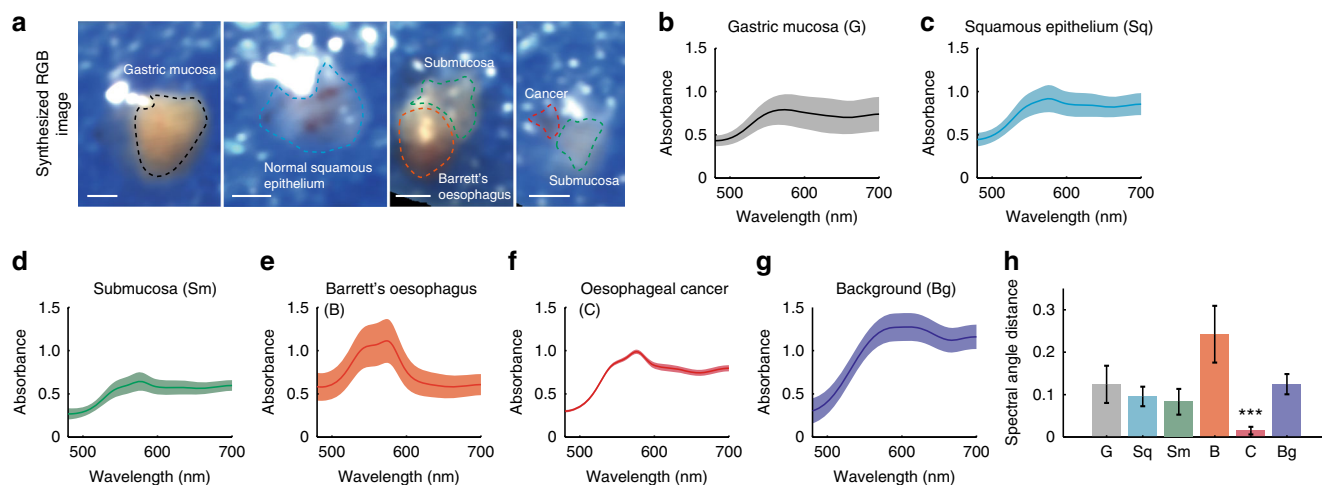 a
Synthesized RGB
image
Gastric mucosa
Normal squamous
epithelium
Submucosa
Barrett's
oesophagus
Cancer
Submucosa
b
Gastric mucosa (G)
1.5
1.0
0.5
0
Absorbance
500
600
700
Wavelength (nm)
c
Squamous epithelium (Sq)
1.5
1.0
0.5
0
Absorbance
500
600
700
Wavelength (nm)
d
Submucosa (Sm)
1.5
1.0
0.5
0
Absorbance
500
600
700
Wavelength (nm)
e
Barrett's oesophagus
(B)
1.5
1.0
0.5
0
Absorbance
500
600
700
Wavelength (nm)
f
Oesophageal cancer
(C)
1.5
1.0
0.5
0
Absorbance
500
600
700
Wavelength (nm)
g
Background (Bg)
1.5
1.0
0.5
0
Absorbance
500
600
700
Wavelength (nm)
h
Spectral angle distance
0.3
0.2
0.1
0
***
G
Sq
Sm
B
C
Bg